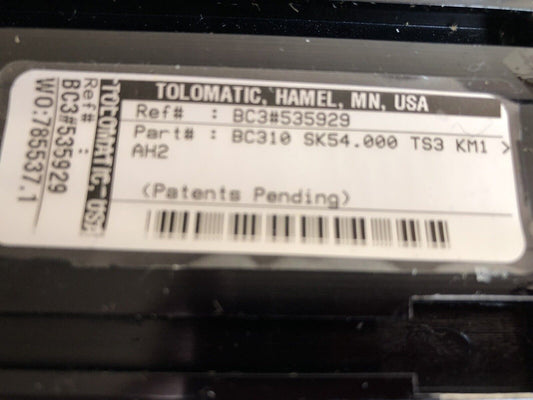 TOLOMATIC, HAMEL, MN, USA
Ref# : BC3#535929
Part# : BC310 SK54.000 TS3 KM1 >
AH2
(Patents Pending)
TOLOMATIC- USA
Ref# :
BC3#535929
WO:785537.1